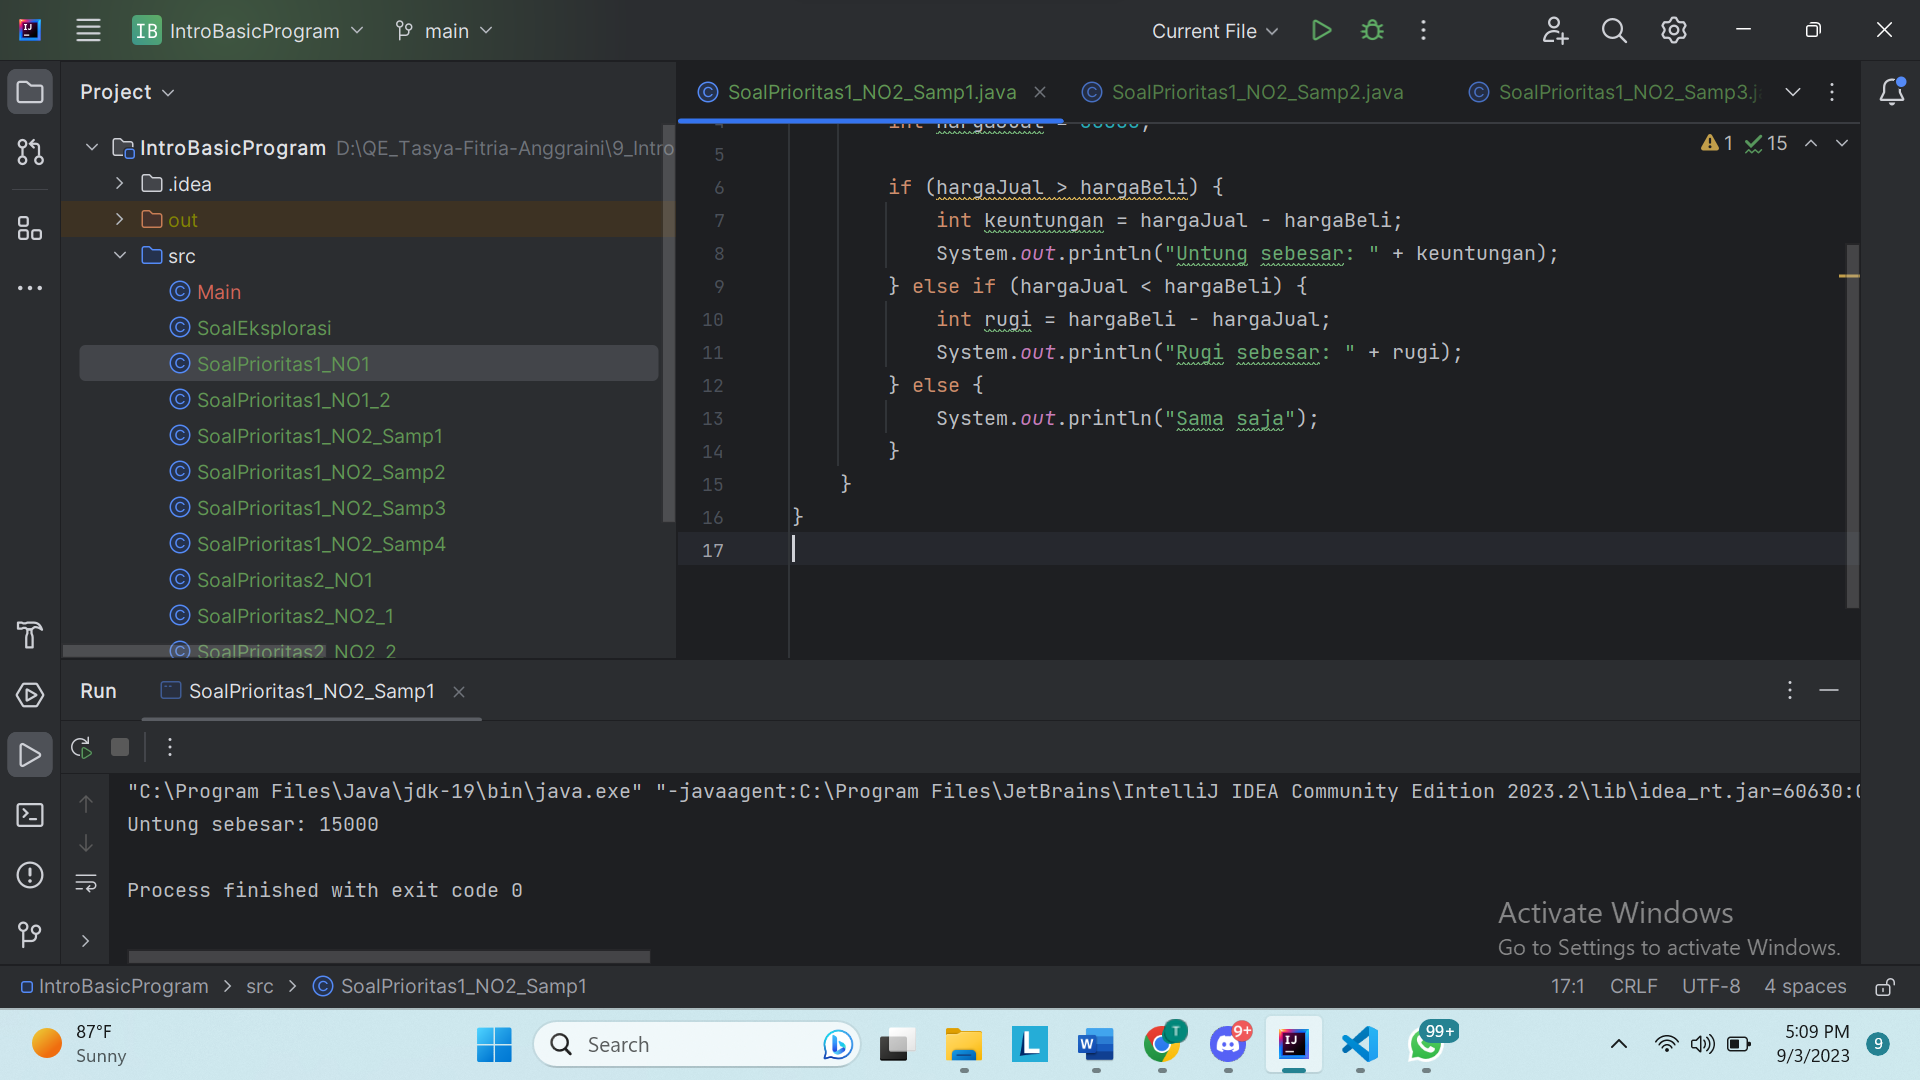 IB IntroBasicProgram main Current File
Project
SoalPrioritas1_NO2_Samp1.java SoalPrioritas1_NO2_Samp2.java SoalPrioritas1_NO2_Samp3.j
IntroBasicProgram D:\QE_Tasya-Fitria-Anggraini\9_Intro
.idea
out
src
Main
SoalEksplorasi
SoalPrioritas1_NO1
SoalPrioritas1_NO1_2
SoalPrioritas1_NO2_Samp1
SoalPrioritas1_NO2_Samp2
SoalPrioritas1_NO2_Samp3
SoalPrioritas1_NO2_Samp4
SoalPrioritas2_NO1
SoalPrioritas2_NO2_1
SoalPrioritas2_NO2_2
1 15
5
6 if (hargaJual > hargaBeli) {
7 int keuntungan = hargaJual - hargaBeli;
8 System.out.println("Untung sebesar: " + keuntungan);
9 } else if (hargaJual < hargaBeli) {
10 int rugi = hargaBeli - hargaJual;
11 System.out.println("Rugi sebesar: " + rugi);
12 } else {
13 System.out.println("Sama saja");
14 }
15 }
16 }
17
Run SoalPrioritas1_NO2_Samp1
"C:\Program Files\Java\jdk-19\bin\java.exe" "-javaagent:C:\Program Files\JetBrains\IntelliJ IDEA Community Edition 2023.2\lib\idea_rt.jar=60630:
Untung sebesar: 15000
Process finished with exit code 0
Activate Windows
Go to Settings to activate Windows.
IntroBasicProgram > src > SoalPrioritas1_NO2_Samp1 17:1 CRLF UTF-8 4 spaces
87°F
Sunny
Search
L
W
T
9+
IJ
99+
5:09 PM
9/3/2023
9